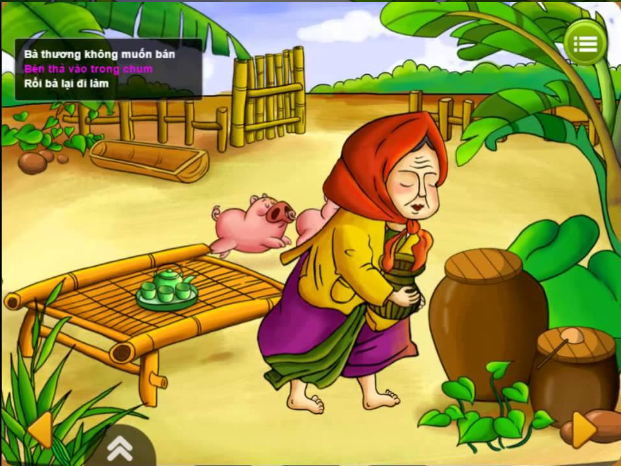 Bà thương không muốn bán
Bèn thả vào trong chum
Rồi bà lại đi làm